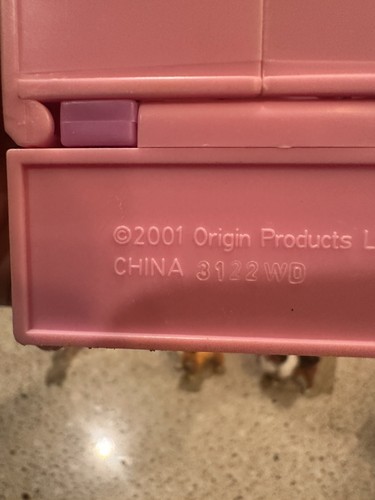 ©2001 Origin Products L
CHINA 3122WD